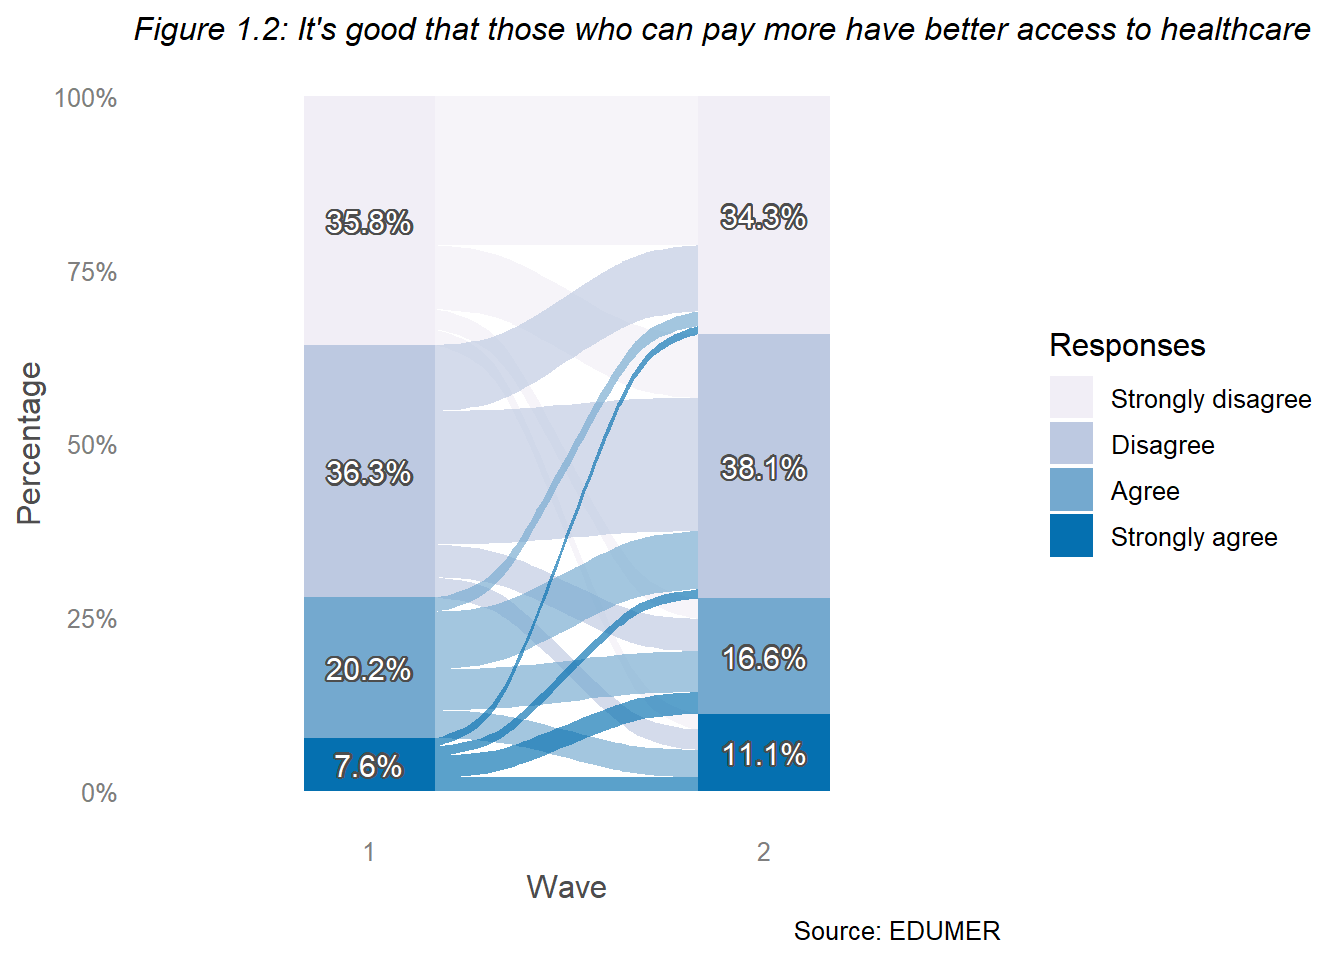 Figure 1.2: It's good that those who can pay more have better access to healthcare
100%
75%
50%
25%
0%
Percentage
35.8%
36.3%
20.2%
7.6%
34.3%
38.1%
16.6%
11.1%
1
2
Wave
Responses
Strongly disagree
Disagree
Agree
Strongly agree
Source: EDUMER